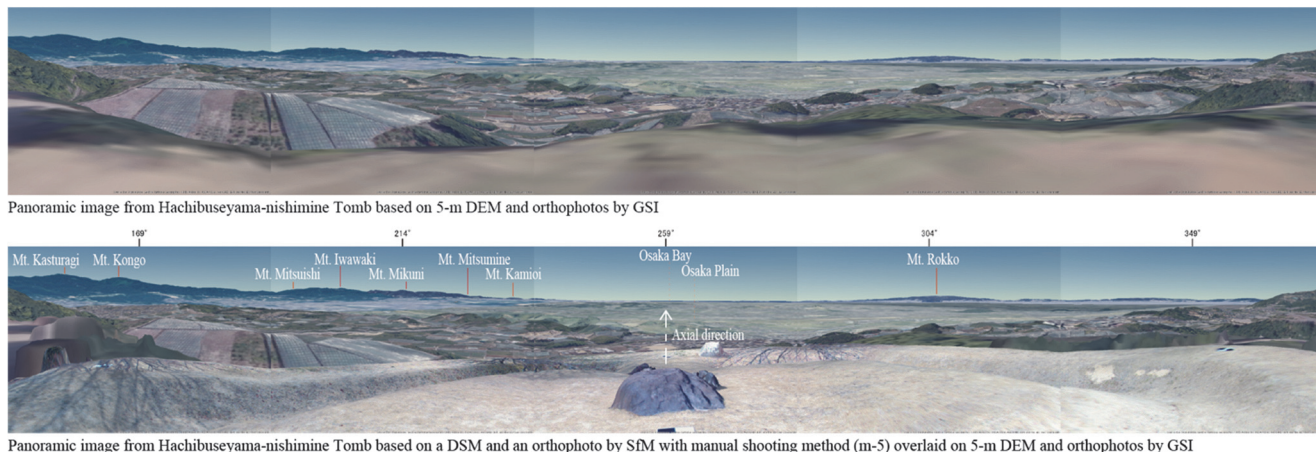 Panoramic image from Hachibuseyama-nishimine Tomb based on 5-m DEM and orthophotos by GSI
169° 214° 259° 304° 349°
Mt. Kasturagi Mt. Kongo Mt. Mitsuishi Mt. Iwawaki Mt. Mikuni Mt. Mitsumine Mt. Kamioi Osaka Bay Mt. Rokko
Osaka Plain
Axial direction
Panoramic image from Hachibuseyama-nishimine Tomb based on a DSM and an orthophoto by SfM with manual shooting method (m-5) overlaid on 5-m DEM and orthophotos by GSI